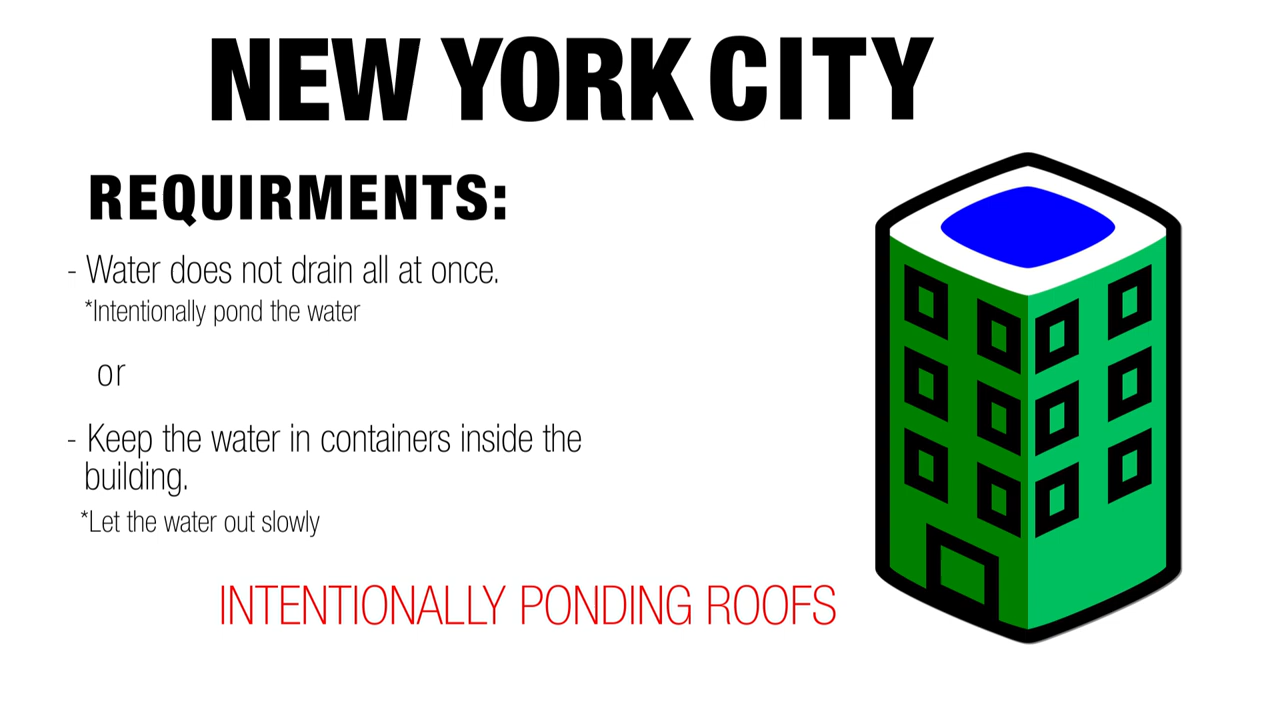 NEW YORK CITY
REQUIRMENTS:
- Water does not drain all at once.
*Intentionally pond the water
or
- Keep the water in containers inside the
building.
*Let the water out slowly
INTENTIONALLY PONDING ROOFS